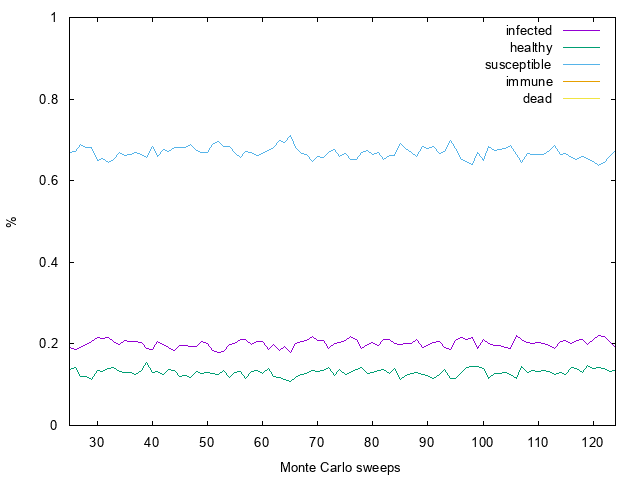 1
0.8
0.6
0.4
0.2
0
%
infected
healthy
susceptible
immune
dead
30 40 50 60 70 80 90 100 110 120
Monte Carlo sweeps